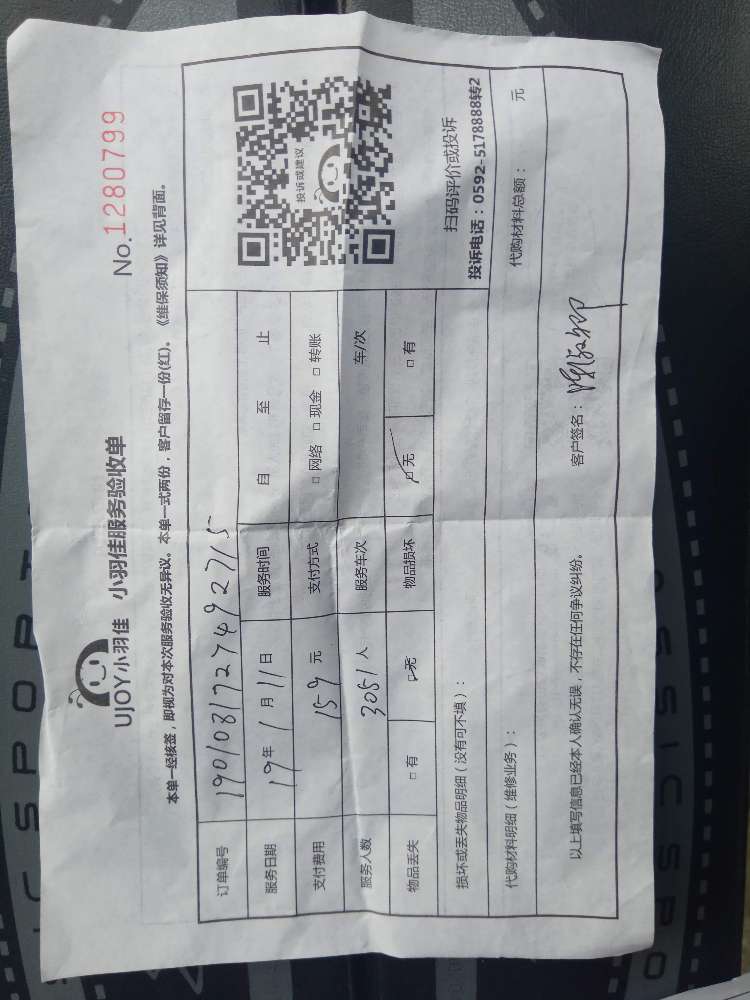 UJOY小羽佳 小羽佳服务验收单
No.1280799
本单一经核签，即视为对本次服务验收无异议。本单一式两份，客户留存一份(红)。《维保须知》详见背面。
订单编号 1901081727492715
服务日期 19年 1月 11日 服务时间 自 至 止
支付费用 159 元 支付方式 □ 网络 □ 现金 □ 转账
服务人数 3051 人 服务车次 车/次
物品丢失 □ 有 □ 无 物品损坏 □ 无 □ 有
投诉或建议
扫码评价或投诉
投诉电话：0592-5178888转2
损坏或丢失物品明细（没有可不填）：
代购材料明细（维修业务）： 代购材料总额： 元
以上填写信息已经本人确认无误，不存在任何争议纠纷。 客户签名：